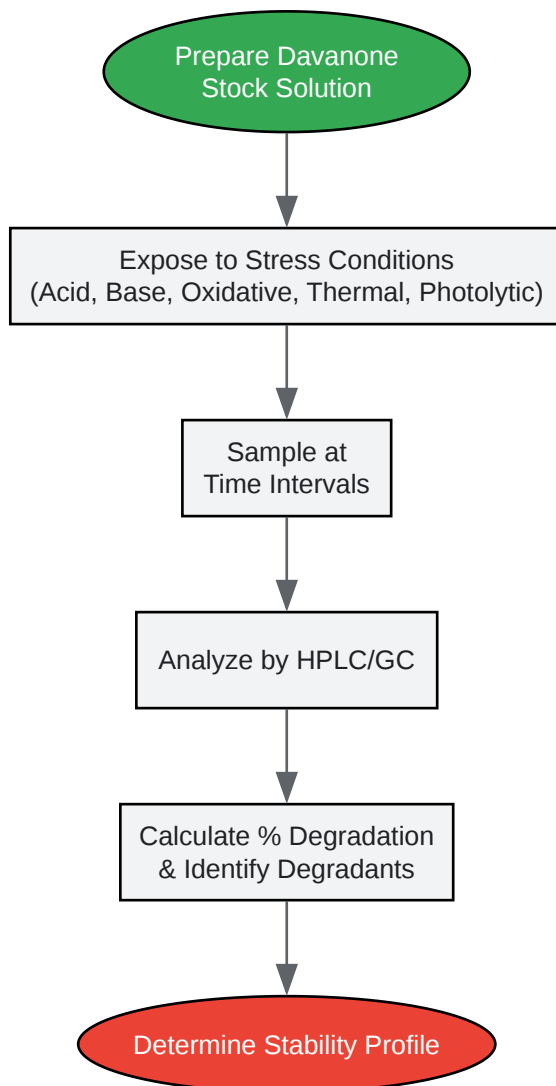 Prepare Davanone
Stock Solution
Expose to Stress Conditions
(Acid, Base, Oxidative, Thermal, Photolytic)
Sample at
Time Intervals
Analyze by HPLC/GC
Calculate % Degradation
& Identify Degradants
Determine Stability Profile